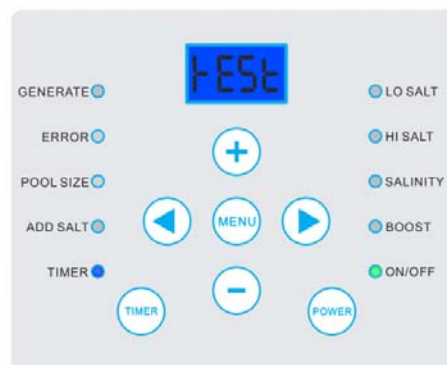 tESt
GENERATE
LO SALT
ERROR
HI SALT
POOL SIZE
SALINITY
ADD SALT
MENU
BOOST
TIMER
ON/OFF
TIMER
POWER